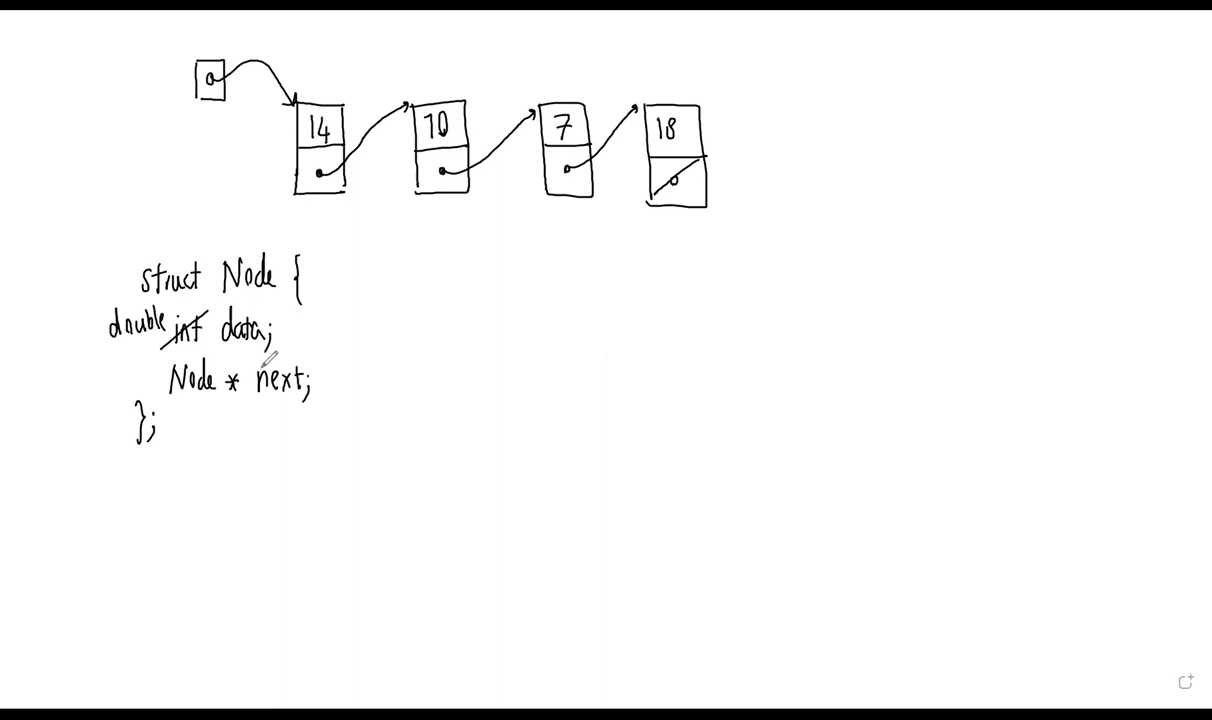 14 10 7 18
struct Node {
double int data;
Node * next;
};